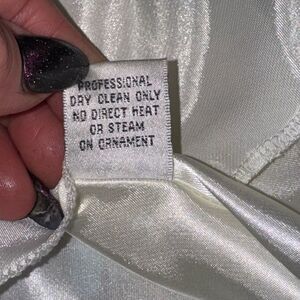 PROFESSIONAL
DRY CLEAN ONLY
NO DIRECT HEAT
OR STEAM
ON ORNAMENT